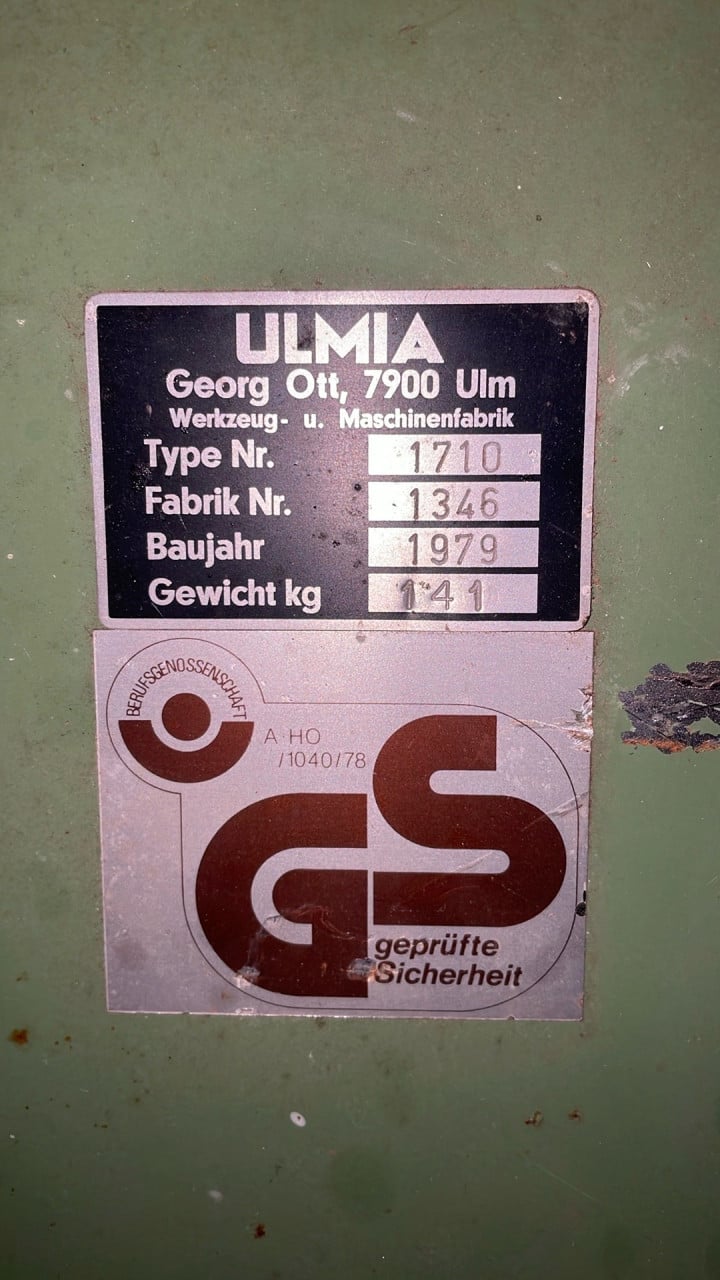 ULMIA
Georg Ott, 7900 Ulm
Werkzeug- u. Maschinenfabrik
Type Nr. 1710
Fabrik Nr. 1346
Baujahr 1979
Gewicht kg 141
BERUFSGENOSSENSCHAFT
A HO
/1040/78
GS
geprüfte
Sicherheit